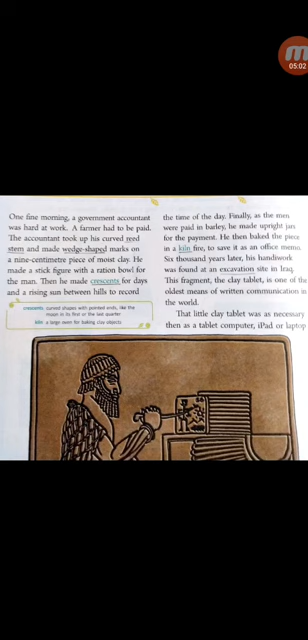 05:02
One fine morning, a government accountant
was hard at work. A farmer had to be paid.
The accountant took up his curved reed
stem and made wedge-shaped marks on
a nine-centimetre piece of moist clay. He
made a stick figure with a ration bowl for
the man. Then he made crescents for days
and a rising sun between hills to record
crescents: curved shapes with pointed ends, like the
moon in its first or the last quarter
kiln: a large oven for baking clay objects
the time of the day. Finally, as the men
were paid in barley, he made upright jars
for the payment. He then baked the piece
in a kiln fire, to save it as an office memo.
Six thousand years later, his handiwork
was found at an excavation site in Iraq.
This fragment, the clay tablet, is one of the
oldest means of written communication in
the world.
That little clay tablet was as necessary
then as a tablet computer, iPad or laptop